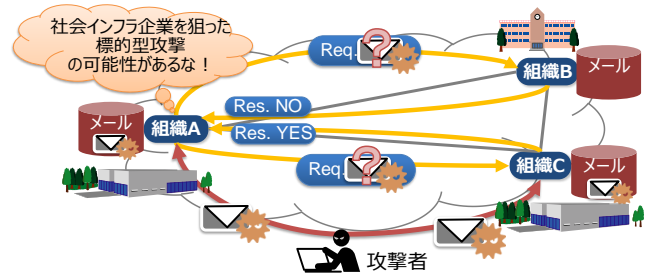 社会インフラ企業を狙った
標的型攻撃
の可能性があるな！
Req. ?
組織B
メール
メール
組織A
Res. NO
Res. YES
Req. ?
組織C
メール
攻撃者